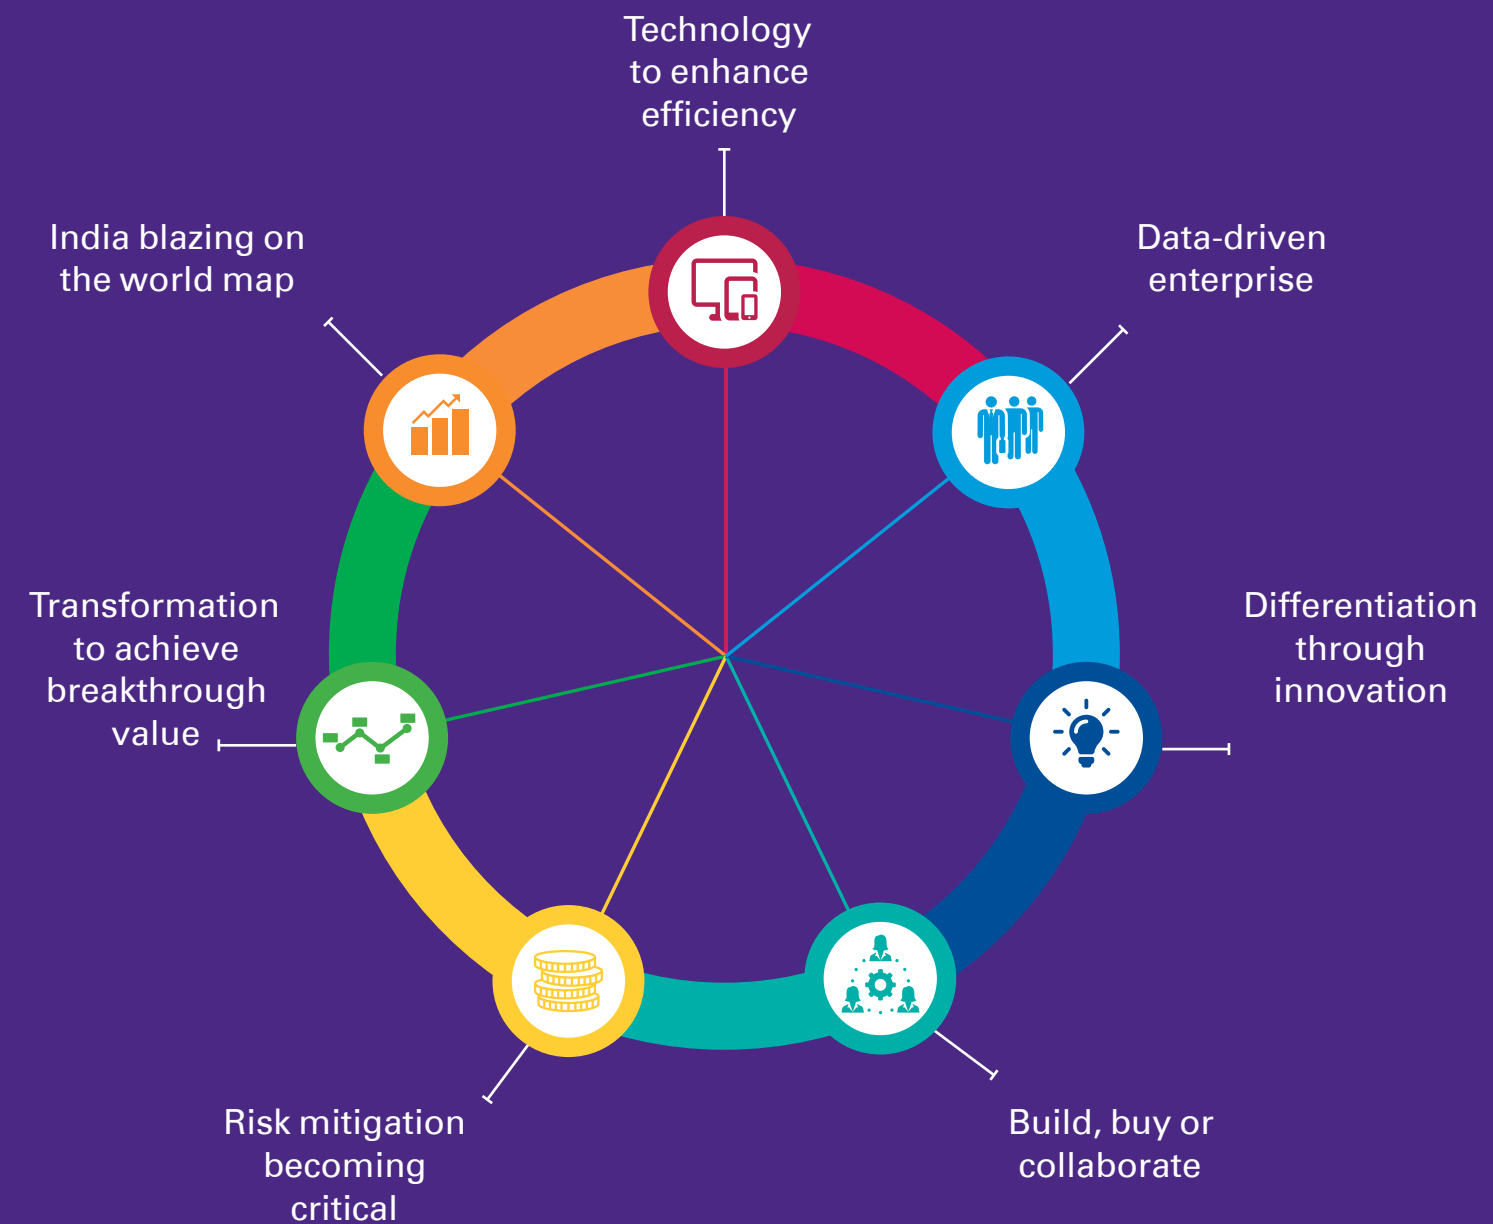 Technology
to enhance
efficiency
India blazing on
the world map
Data-driven
enterprise
Transformation
to achieve
breakthrough
value
Differentiation
through
innovation
Risk mitigation
becoming
critical
Build, buy or
collaborate